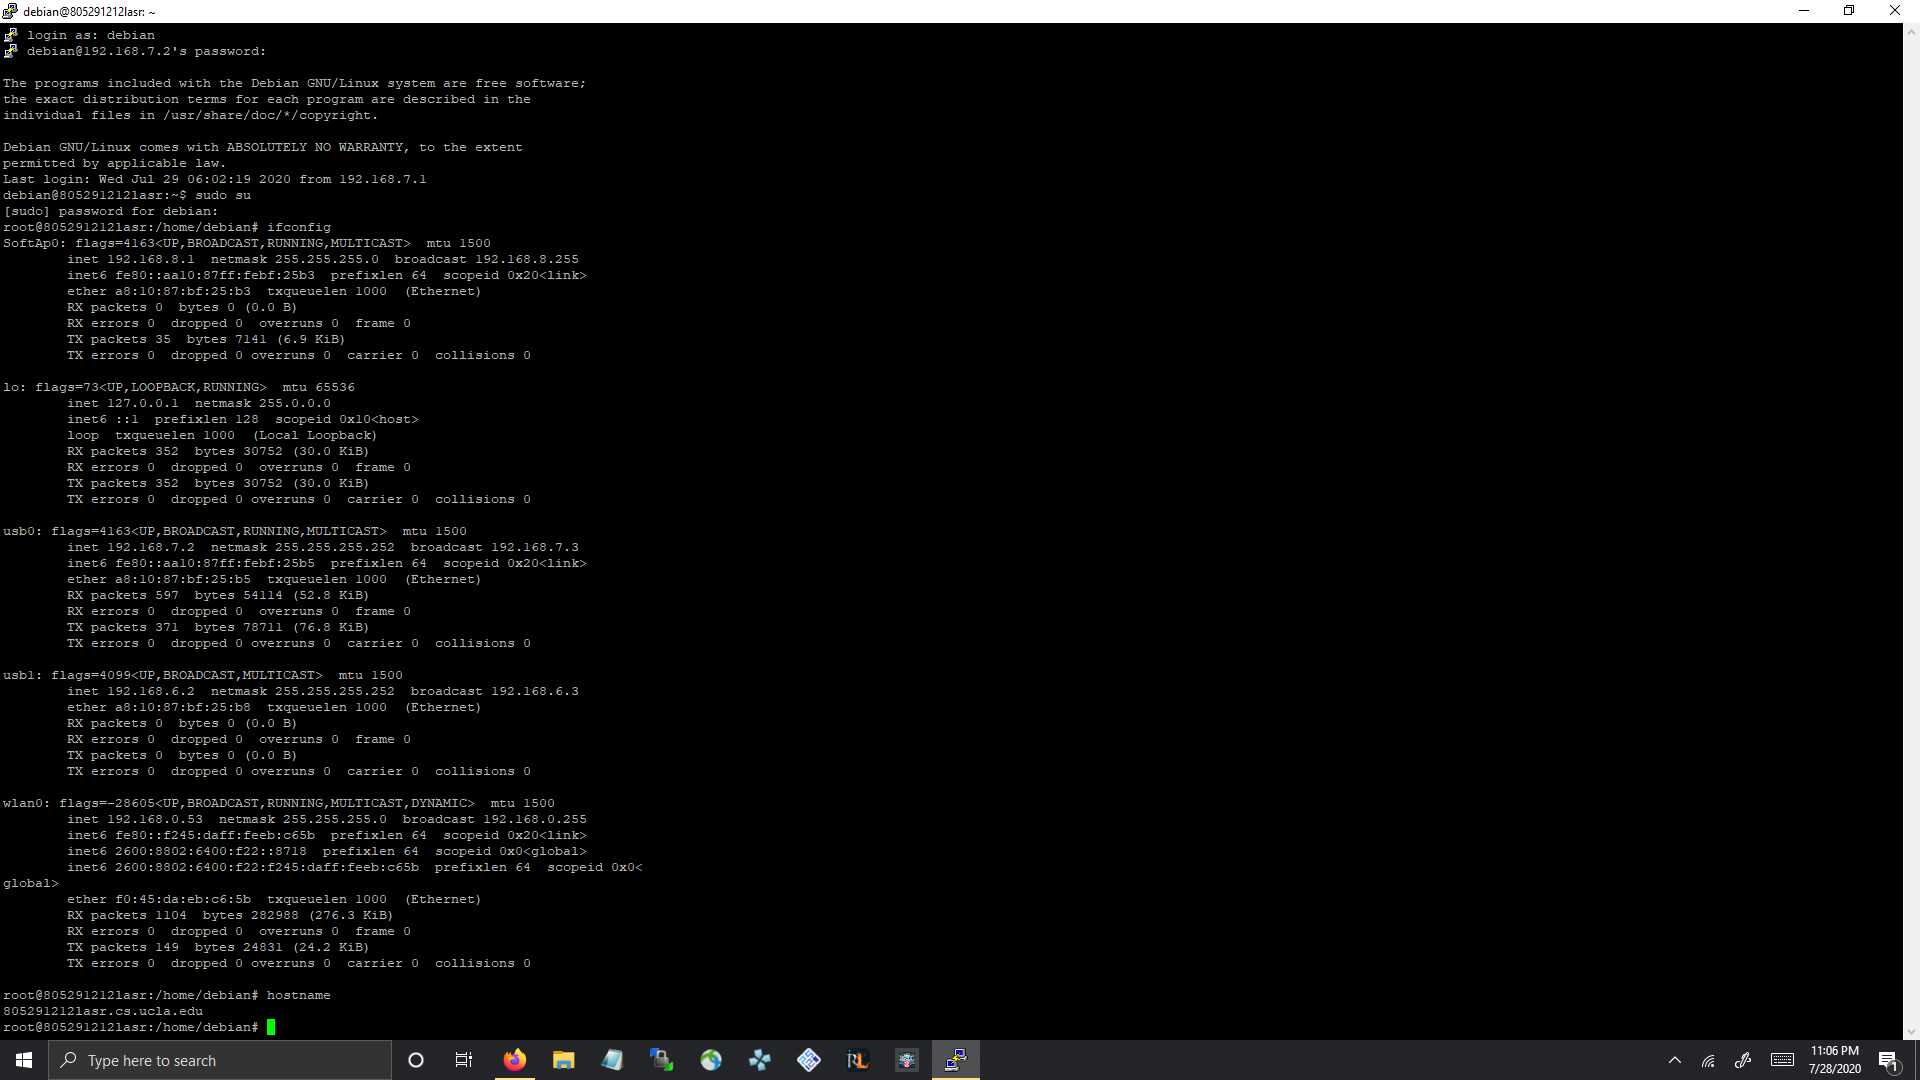 debian@805291212lasr: ~
login as: debian
debian@192.168.7.2's password:
The programs included with the Debian GNU/Linux system are free software;
the exact distribution terms for each program are described in the
individual files in /usr/share/doc/*/copyright.
Debian GNU/Linux comes with ABSOLUTELY NO WARRANTY, to the extent
permitted by applicable law.
Last login: Wed Jul 29 06:02:19 2020 from 192.168.7.1
debian@805291212lasr:~$ sudo su
[sudo] password for debian:
root@805291212lasr:/home/debian# ifconfig
SoftAp0: flags=4163<UP,BROADCAST,RUNNING,MULTICAST>  mtu 1500
        inet 192.168.8.1  netmask 255.255.255.0  broadcast 192.168.8.255
        inet6 fe80::aa10:87ff:febf:25b3  prefixlen 64  scopeid 0x20<link>
        ether a8:10:87:bf:25:b3  txqueuelen 1000  (Ethernet)
        RX packets 0  bytes 0 (0.0 B)
        RX errors 0  dropped 0  overruns 0  frame 0
        TX packets 35  bytes 7141 (6.9 KiB)
        TX errors 0  dropped 0 overruns 0  carrier 0  collisions 0
lo: flags=73<UP,LOOPBACK,RUNNING>  mtu 65536
        inet 127.0.0.1  netmask 255.0.0.0
        inet6 ::1  prefixlen 128  scopeid 0x10<host>
        loop  txqueuelen 1000  (Local Loopback)
        RX packets 352  bytes 30752 (30.0 KiB)
        RX errors 0  dropped 0  overruns 0  frame 0
        TX packets 352  bytes 30752 (30.0 KiB)
        TX errors 0  dropped 0 overruns 0  carrier 0  collisions 0
usb0: flags=4163<UP,BROADCAST,RUNNING,MULTICAST>  mtu 1500
        inet 192.168.7.2  netmask 255.255.255.252  broadcast 192.168.7.3
        inet6 fe80::aa10:87ff:febf:25b5  prefixlen 64  scopeid 0x20<link>
        ether a8:10:87:bf:25:b5  txqueuelen 1000  (Ethernet)
        RX packets 597  bytes 54114 (52.8 KiB)
        RX errors 0  dropped 0  overruns 0  frame 0
        TX packets 371  bytes 78711 (76.8 KiB)
        TX errors 0  dropped 0 overruns 0  carrier 0  collisions 0
usb1: flags=4099<UP,BROADCAST,MULTICAST>  mtu 1500
        inet 192.168.6.2  netmask 255.255.255.252  broadcast 192.168.6.3
        ether a8:10:87:bf:25:b8  txqueuelen 1000  (Ethernet)
        RX packets 0  bytes 0 (0.0 B)
        RX errors 0  dropped 0  overruns 0  frame 0
        TX packets 0  bytes 0 (0.0 B)
        TX errors 0  dropped 0 overruns 0  carrier 0  collisions 0
wlan0: flags=-28605<UP,BROADCAST,RUNNING,MULTICAST,DYNAMIC>  mtu 1500
        inet 192.168.0.53  netmask 255.255.255.0  broadcast 192.168.0.255
        inet6 fe80::f245:daff:feeb:c65b  prefixlen 64  scopeid 0x20<link>
        inet6 2600:8802:6400:f22::8718  prefixlen 64  scopeid 0x0<global>
        inet6 2600:8802:6400:f22:f245:daff:feeb:c65b  prefixlen 64  scopeid 0x0<
global>
        ether f0:45:da:eb:c6:5b  txqueuelen 1000  (Ethernet)
        RX packets 1104  bytes 282988 (276.3 KiB)
        RX errors 0  dropped 0  overruns 0  frame 0
        TX packets 149  bytes 24831 (24.2 KiB)
        TX errors 0  dropped 0 overruns 0  carrier 0  collisions 0
root@805291212lasr:/home/debian# hostname
805291212lasr.cs.ucla.edu
root@805291212lasr:/home/debian#
Type here to search
RL
11:06 PM
7/28/2020
1